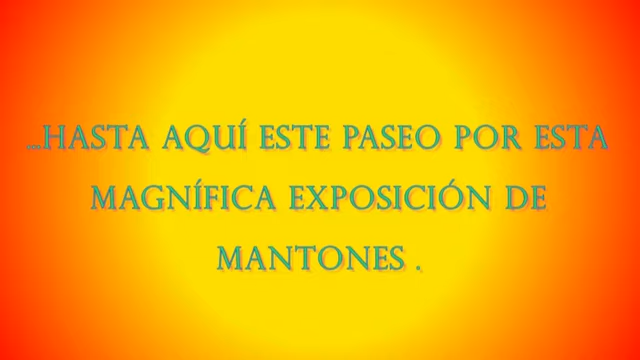 ...HASTA AQUÍ ESTE PASEO POR ESTA
MAGNÍFICA EXPOSICIÓN DE
MANTONES .